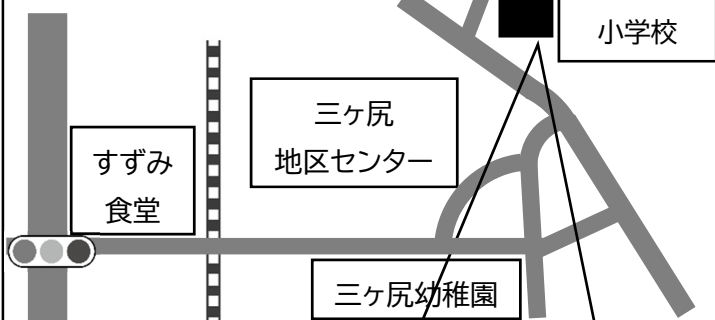 小学校
三ヶ尻
地区センター
すずみ
食堂
三ヶ尻幼稚園